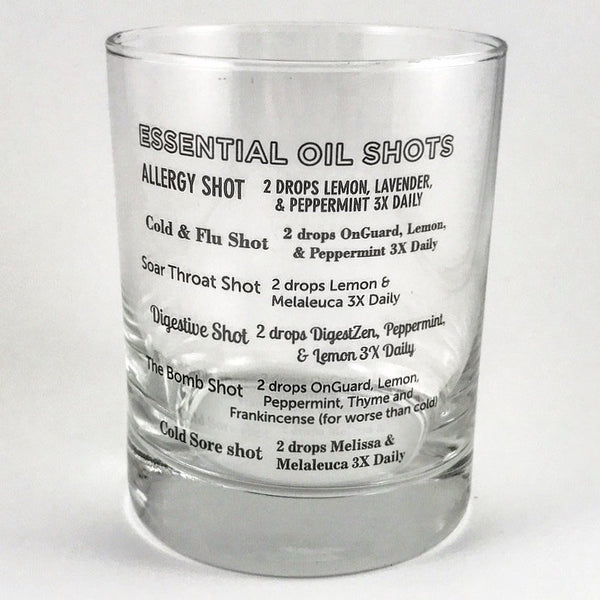 ESSENTIAL OIL SHOTS
ALLERGY SHOT 2 DROPS LEMON, LAVENDER,
& PEPPERMINT 3X DAILY
Cold & Flu Shot 2 drops OnGuard, Lemon,
& Peppermint 3X Daily
Soar Throat Shot 2 drops Lemon &
Melaleuca 3X Daily
Digestive Shot 2 drops DigestZen, Peppermint,
& Lemon 3X Daily
The Bomb Shot 2 drops OnGuard, Lemon,
Peppermint, Thyme and
Frankincense (for worse than cold)
Cold Sore shot 2 drops Melissa &
Melaleuca 3X Daily